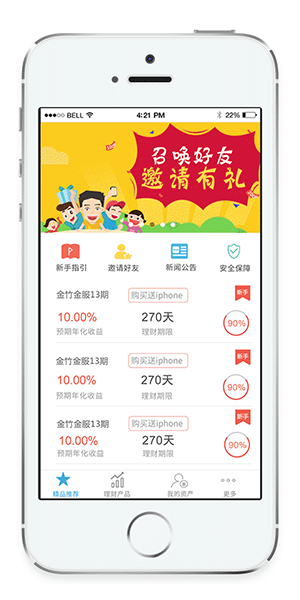 BELL 4:21 PM 22%
召唤好友
邀请有礼
新手指引 邀请好友 新闻公告 安全保障
金竹金服13期 购买送iphone 新手
10.00% 270天 90%
预期年化收益 理财期限
金竹金服13期 购买送iphone 新手
10.00% 270天 90%
预期年化收益 理财期限
金竹金服13期 购买送iphone 新手
10.00% 270天 90%
预期年化收益 理财期限
精品推荐 理财产品 我的资产 更多